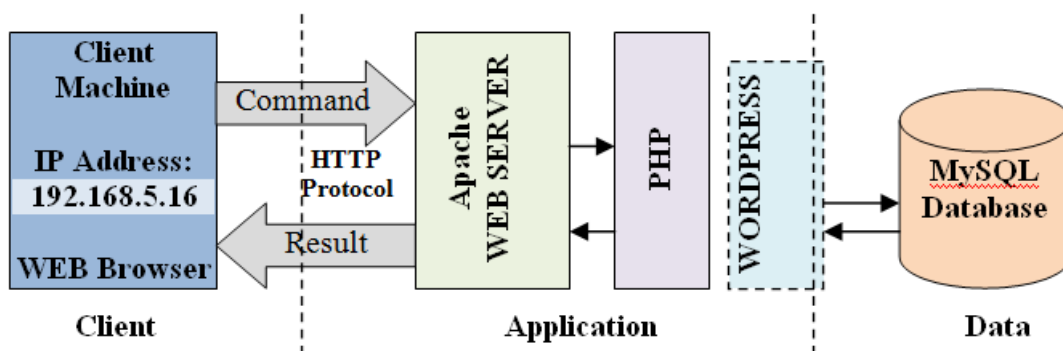 Client
Machine
IP Address:
192.168.5.16
WEB Browser
Command
HTTP
Protocol
Result
Apache
WEB SERVER
PHP
WORDPRESS
MySQL
Database
Client
Application
Data